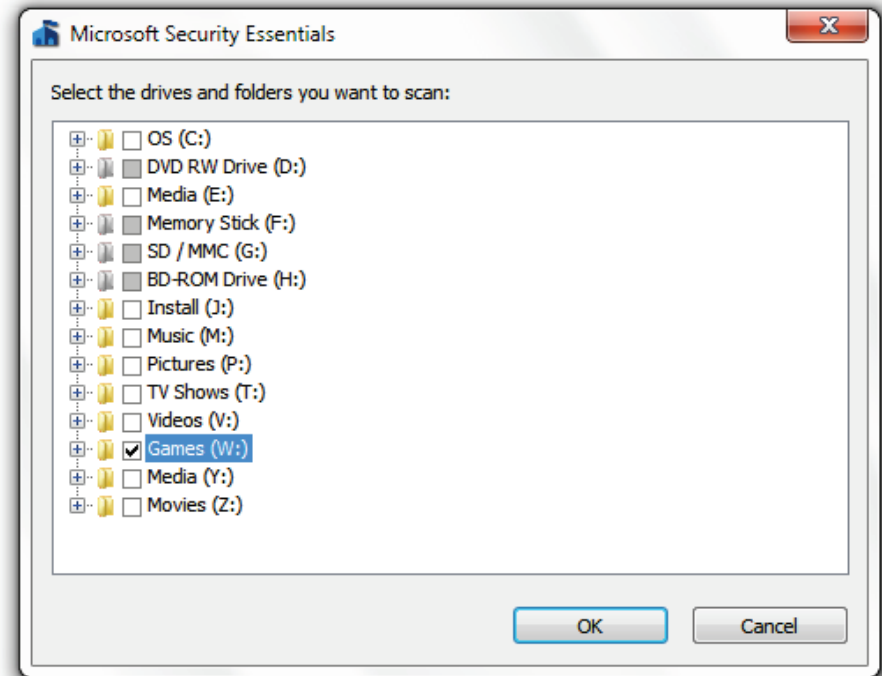 Microsoft Security Essentials
Select the drives and folders you want to scan:
OS (C:)
DVD RW Drive (D:)
Media (E:)
Memory Stick (F:)
SD / MMC (G:)
BD-ROM Drive (H:)
Install (J:)
Music (M:)
Pictures (P:)
TV Shows (T:)
Videos (V:)
Games (W:)
Media (Y:)
Movies (Z:)
OK Cancel